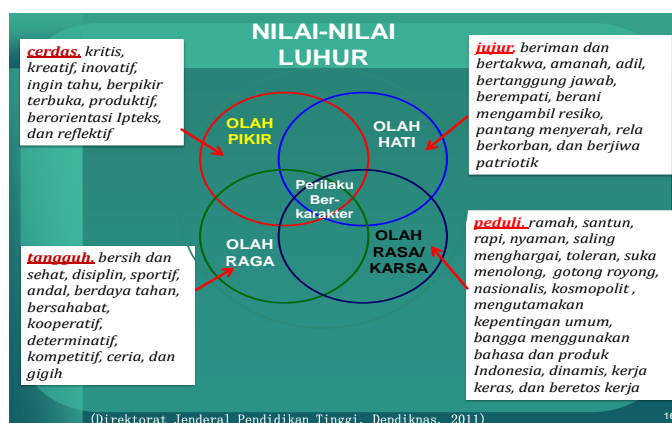 NILAI-NILAI
LUHUR
cerdas, kritis,
kreatif, inovatif,
ingin tahu, berpikir
terbuka, produktif,
berorientasi Ipteks,
dan reflektif
jujur, beriman dan
bertakwa, amanah, adil,
bertanggung jawab,
berempati, berani
mengambil resiko,
pantang menyerah, rela
berkorban, dan berjiwa
patriotik
OLAH
PIKIR
OLAH
HATI
Perilaku
Ber-
karakter
OLAH
RAGA
OLAH
RASA/
KARSA
tangguh, bersih dan
sehat, disiplin, sportif,
andal, berdaya tahan,
bersahabat,
kooperatif,
determinatif,
kompetitif, ceria, dan
gigih
peduli, ramah, santun,
rapi, nyaman, saling
menghargai, toleran, suka
menolong, gotong royong,
nasionalis, kosmopolit ,
mengutamakan
kepentingan umum,
bangga menggunakan
bahasa dan produk
Indonesia, dinamis, kerja
keras, dan beretos kerja
(Direktorat Jenderal Pendidikan Tinggi, Depdiknas, 2011)
16